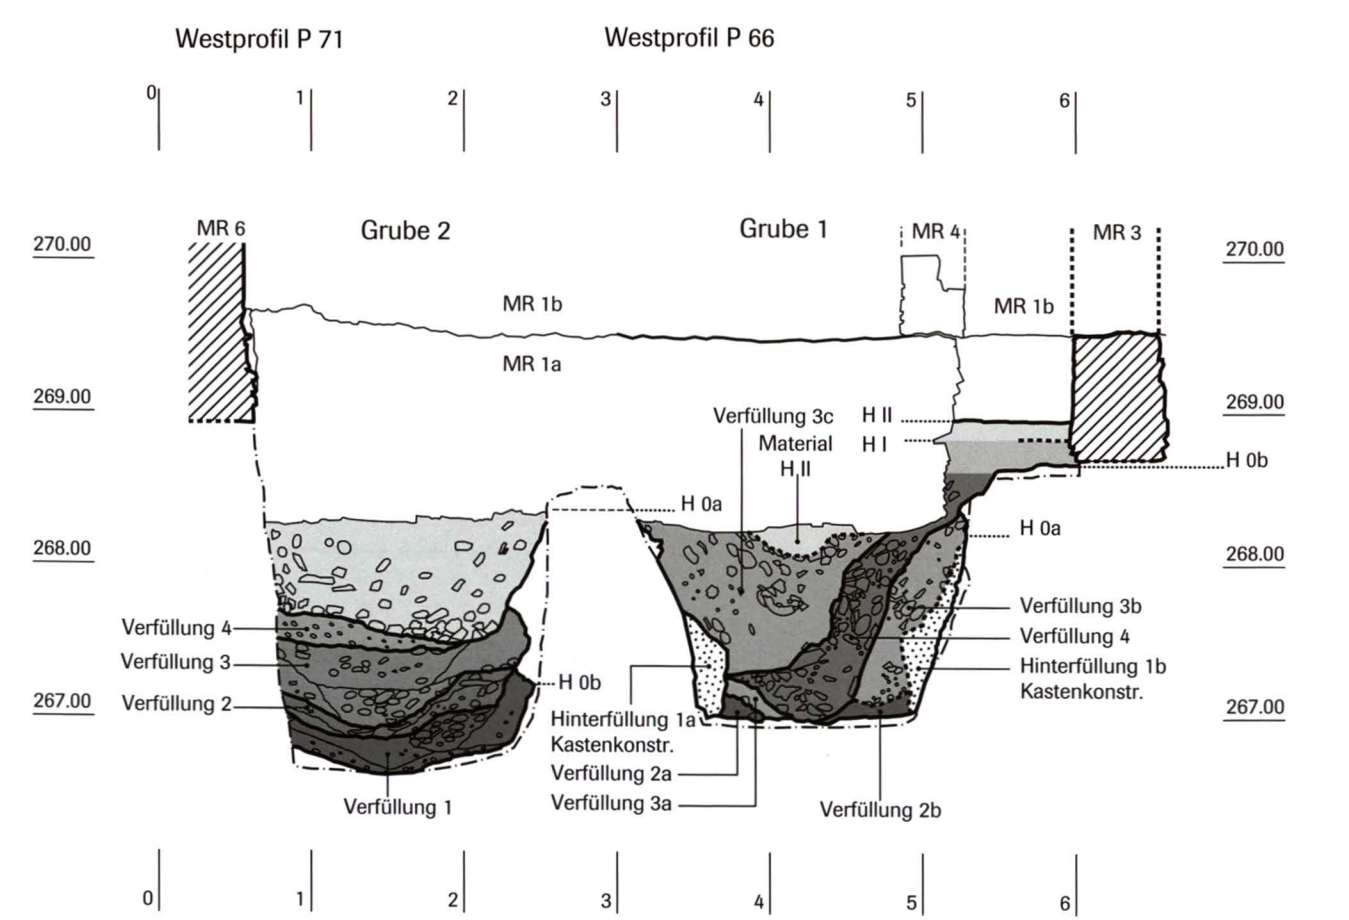 Westprofil P 71 Westprofil P 66
0 1 2 3 4 5 6
MR 6 Grube 2 Grube 1 MR 4 MR 3
270.00 270.00
MR 1b MR 1b
MR 1a
269.00 269.00
Verfüllung 3c H II
Material H I
H II
H 0b
H 0a
H 0a
268.00 268.00
Verfüllung 4 Verfüllung 3b
Verfüllung 3 Verfüllung 4
Hinterfüllung 1b
Kastenkonstr.
H 0b
267.00 Verfüllung 2 267.00
Hinterfüllung 1a
Kastenkonstr.
Verfüllung 2a
Verfüllung 3a
Verfüllung 1 Verfüllung 2b
0 1 2 3 4 5 6